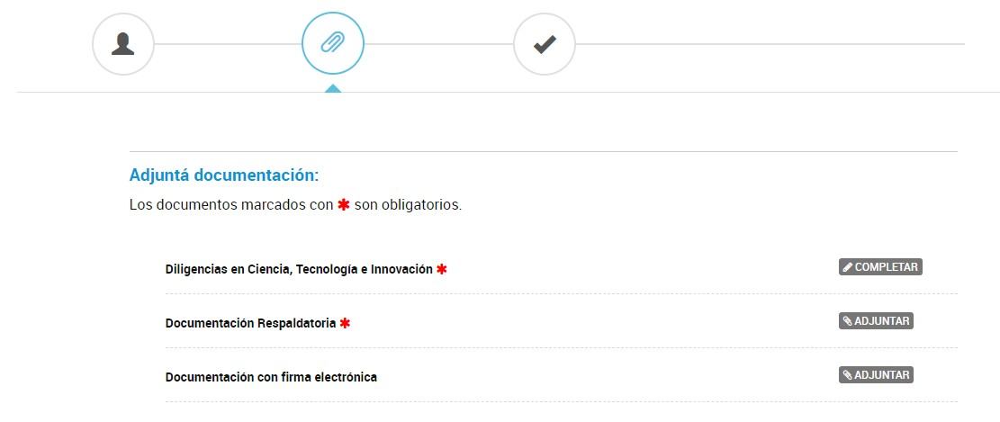 Adjuntá documentación:
Los documentos marcados con * son obligatorios.
Diligencias en Ciencia, Tecnología e Innovación * COMPLETAR
Documentación Respaldatoria * ADJUNTAR
Documentación con firma electrónica ADJUNTAR